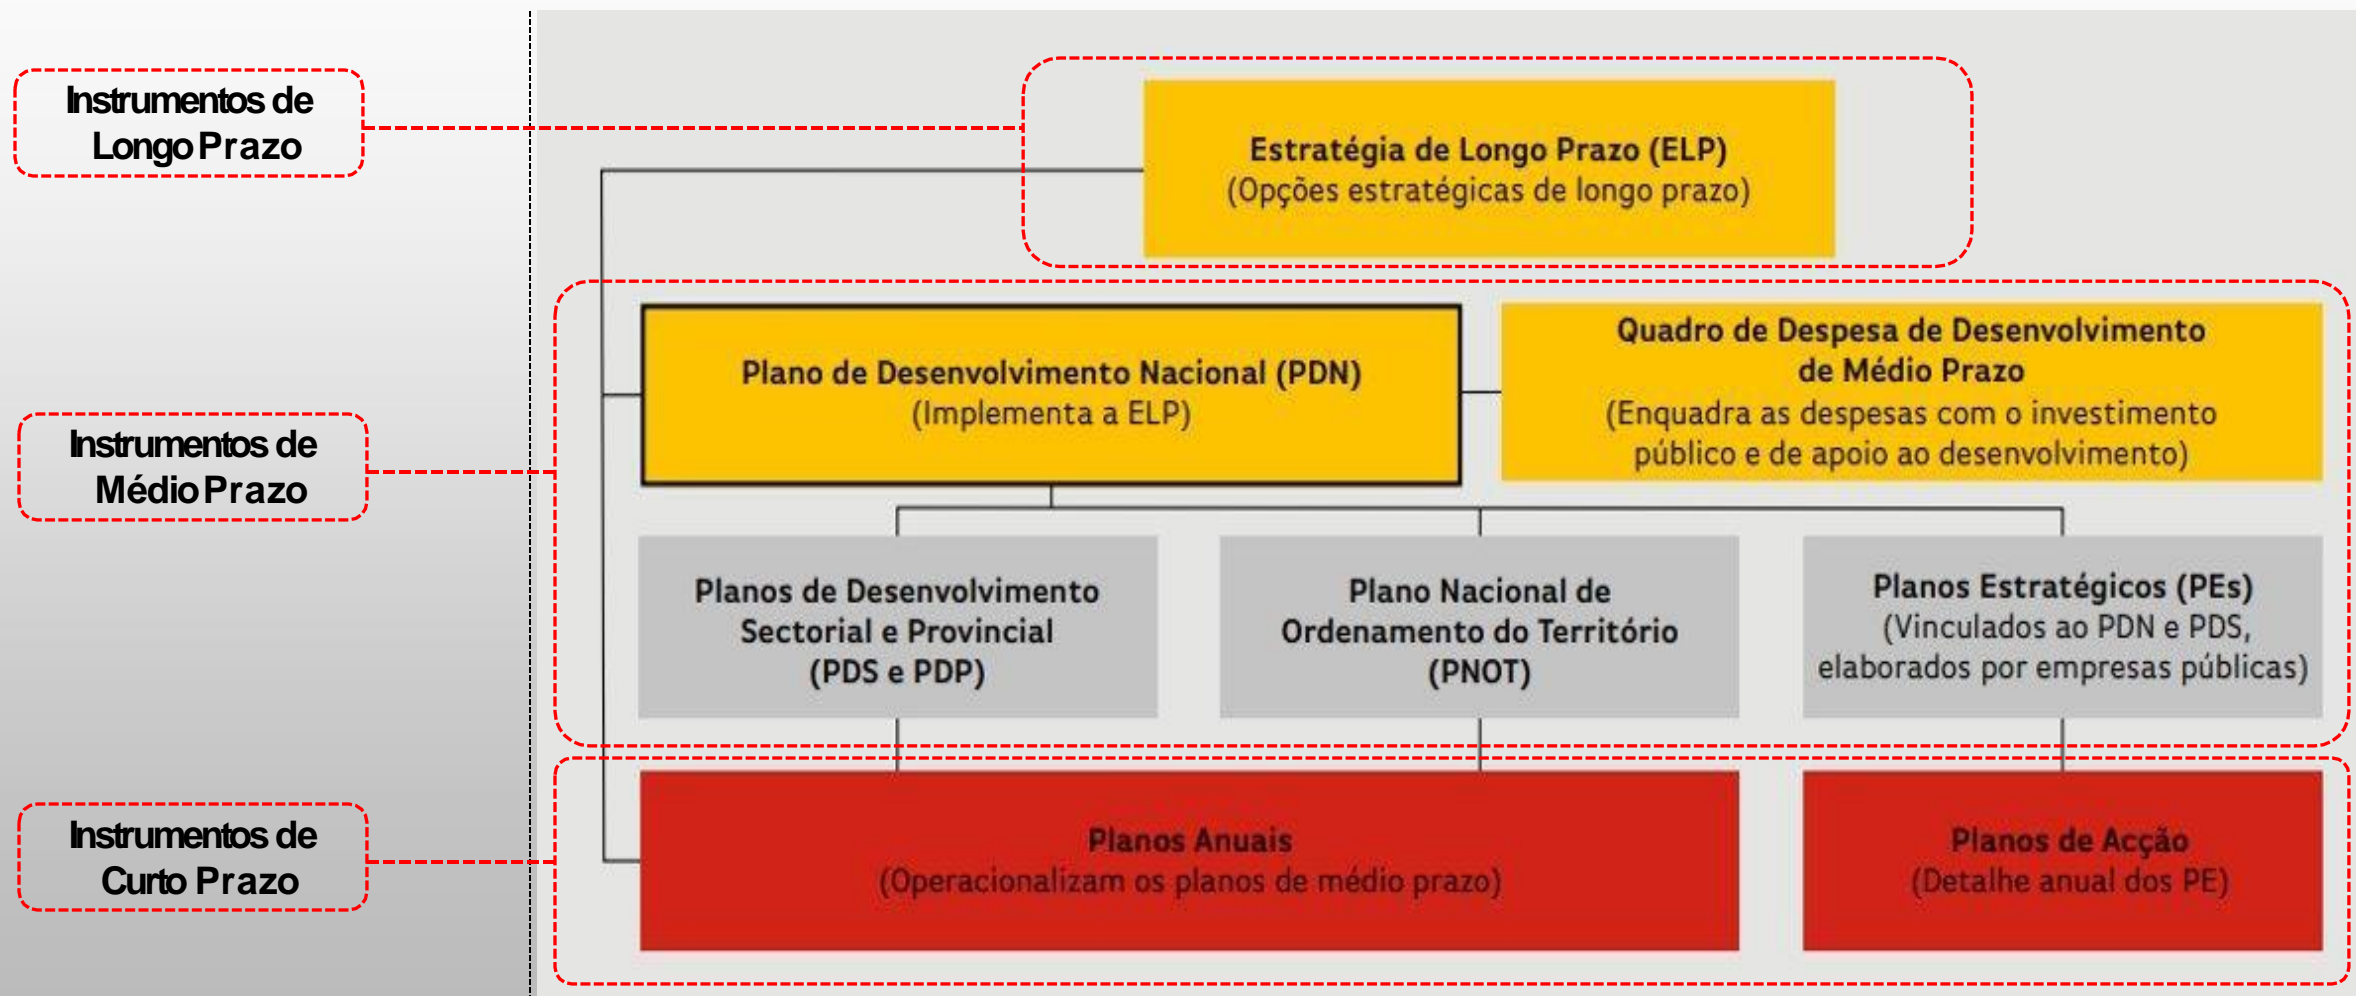 Instrumentos de
Longo Prazo
Estratégia de Longo Prazo (ELP)
(Opções estratégicas de longo prazo)
Instrumentos de
Médio Prazo
Plano de Desenvolvimento Nacional (PDN)
(Implementa a ELP)
Quadro de Despesa de Desenvolvimento
de Médio Prazo
(Enquadra as despesas com o investimento
público e de apoio ao desenvolvimento)
Planos de Desenvolvimento
Sectorial e Provincial
(PDS e PDP)
Plano Nacional de
Ordenamento do Território
(PNOT)
Planos Estratégicos (PEs)
(Vinculados ao PDN e PDS,
elaborados por empresas públicas)
Instrumentos de
Curto Prazo
Planos Anuais
(Operacionalizam os planos de médio prazo)
Planos de Acção
(Detalhe anual dos PE)